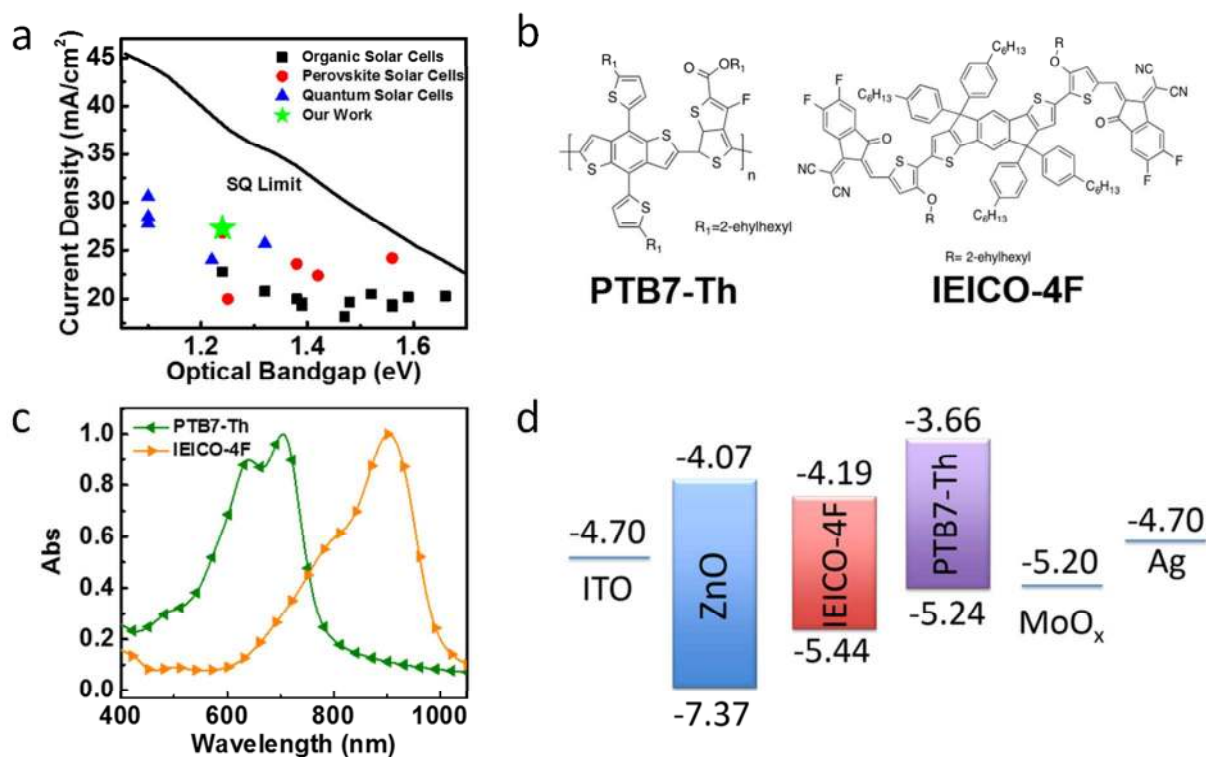 a
Current Density (mA/cm²)
45
40
35
30
25
20
Organic Solar Cells
Perovskite Solar Cells
Quantum Solar Cells
Our Work
SQ Limit
1.2
1.4
1.6
Optical Bandgap (eV)
b
R₁
S
O
OR₁
F
S
S
S
S
S
S
R₁
n
R₁=2-ehylhexyl
PTB7-Th
C₆H₁₃
C₆H₁₃
R
O
NC
CN
F
F
O
S
S
O
F
F
NC
CN
S
S
O
R
C₆H₁₃
C₆H₁₃
R= 2-ehylhexyl
IEICO-4F
c
PTB7-Th
IEICO-4F
Abs
1.0
0.8
0.6
0.4
0.2
0.0
400
600
800
1000
Wavelength (nm)
d
-4.70
ITO
-4.07
ZnO
-7.37
-4.19
IEICO-4F
-5.44
-3.66
PTB7-Th
-5.24
-5.20
MoOₓ
-4.70
Ag